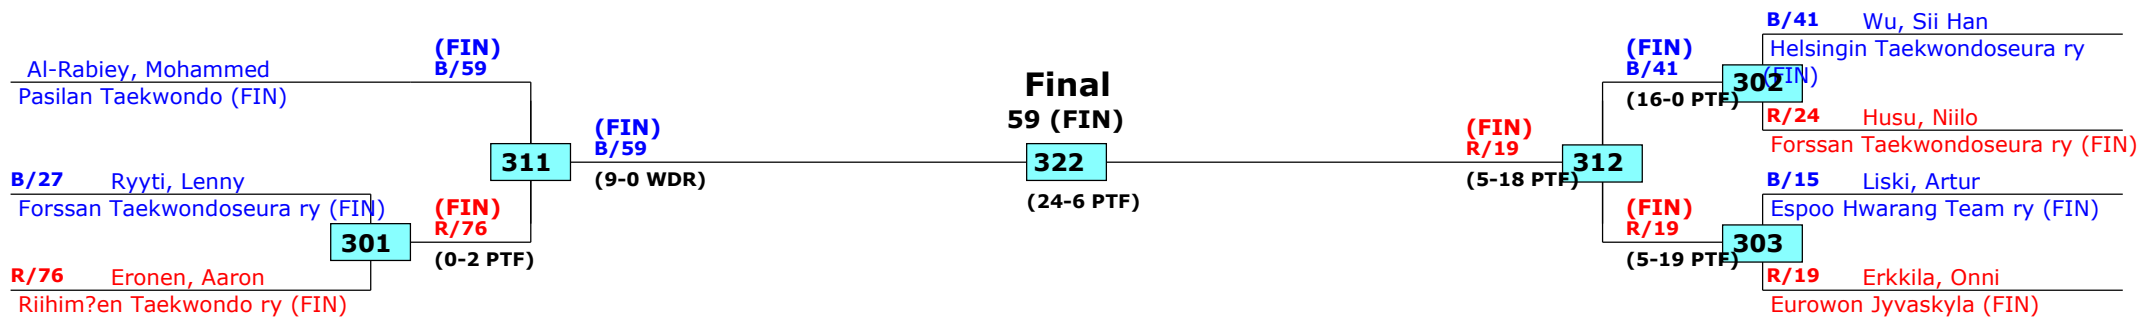 Al-Rabiey, Mohammed
Pasilan Taekwondo (FIN)
(FIN)
B/59
B/27 Ryyti, Lenny
Forssan Taekwondoseura ry (FIN)
301
R/76 Eronen, Aaron
Riihim?en Taekwondo ry (FIN)
(FIN)
R/76
(0-2 PTF)
311
(FIN)
B/59
(9-0 WDR)
Final
59 (FIN)
322
(24-6 PTF)
(FIN)
R/19
312
(5-18 PTF)
(FIN)
B/41
(16-0 PTF)
B/41 Wu, Sii Han
Helsingin Taekwondoseura ry
(FIN)
302
R/24 Husu, Niilo
Forssan Taekwondoseura ry (FIN)
(FIN)
R/19
(5-19 PTF)
B/15 Liski, Artur
Espoo Hwarang Team ry (FIN)
303
R/19 Erkkila, Onni
Eurowon Jyvaskyla (FIN)